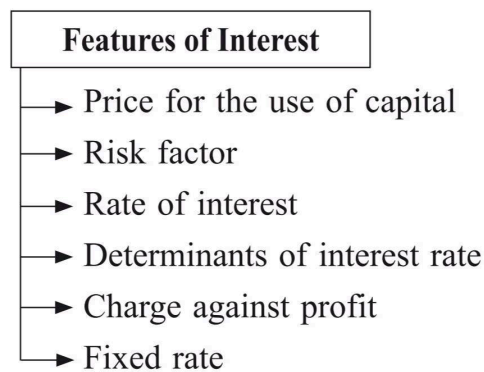 Features of Interest
Price for the use of capital
Risk factor
Rate of interest
Determinants of interest rate
Charge against profit
Fixed rate